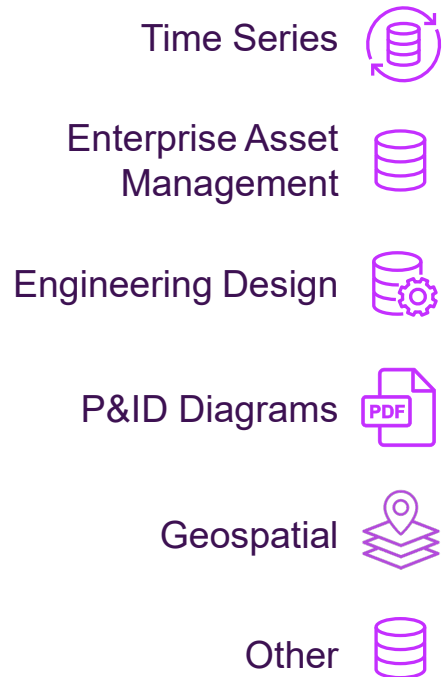 Time Series
Enterprise Asset
Management
Engineering Design
P&ID Diagrams
PDF
Geospatial
Other